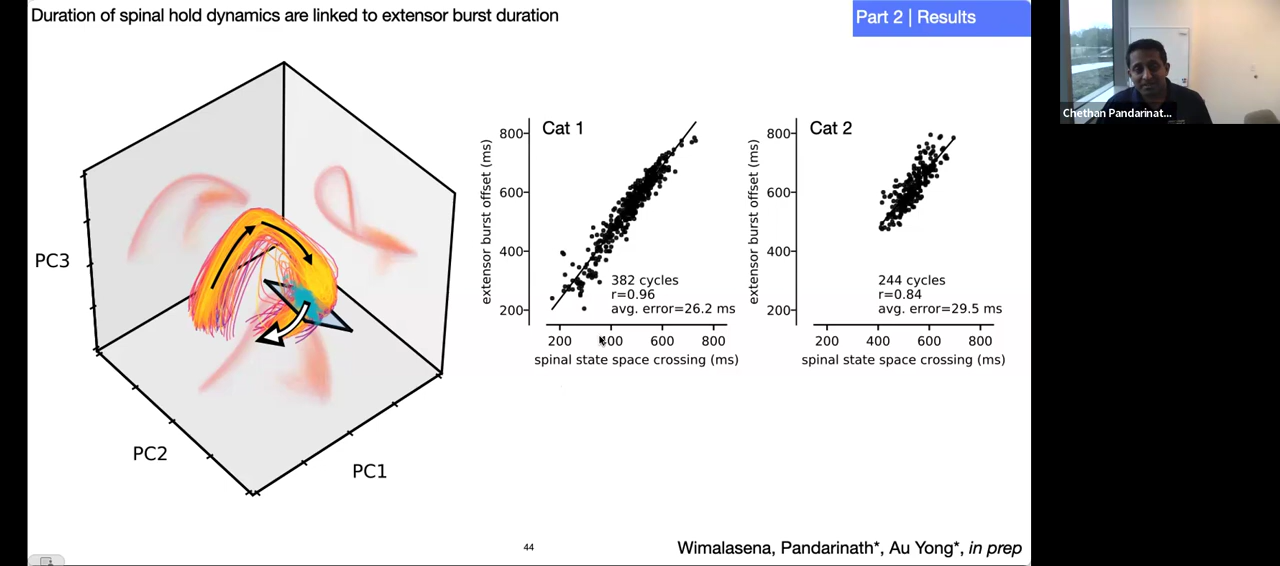 Duration of spinal hold dynamics are linked to extensor burst duration
Part 2 | Results
Chethan Pandarinat...
PC3
PC2
PC1
Cat 1
extensor burst offset (ms)
800
600
400
200
382 cycles
r=0.96
avg. error=26.2 ms
200 400 600 800
spinal state space crossing (ms)
Cat 2
extensor burst offset (ms)
800
600
400
200
244 cycles
r=0.84
avg. error=29.5 ms
200 400 600 800
spinal state space crossing (ms)
44
Wimalasena, Pandarinath*, Au Yong*, in prep